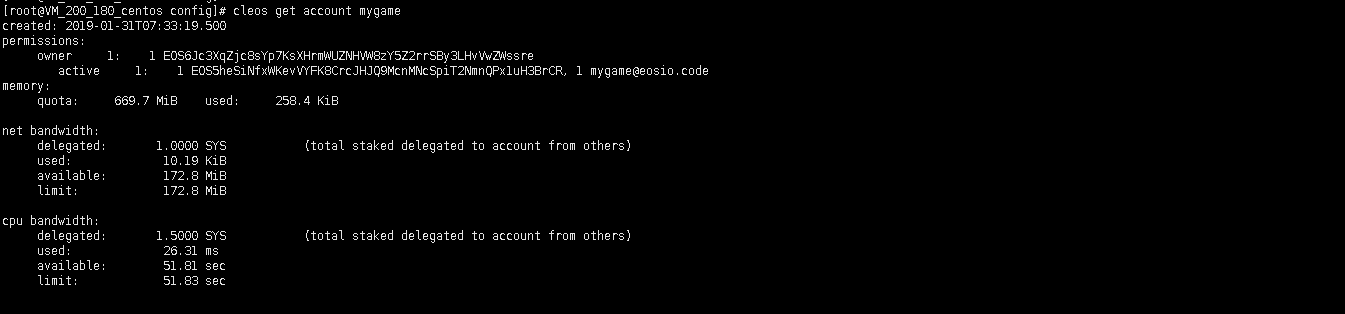 [root@VM_200_180_centos config]# cleos get account mygame
created: 2019-01-31T07:33:19.500
permissions:
owner 1: 1 EOS6Jc3XqZjc8sYp7KsXHrmWUZNHVW8zY5Z2rrSBy3LHvVwZWssre
active 1: 1 EOS5heSiNfxWKevVYFK8CrcJHJQ9McnMNcSpiT2NmnQPx1uH3BrCR, 1 mygame@eosio.code
memory:
quota: 669.7 MiB used: 258.4 KiB
net bandwidth:
delegated: 1.0000 SYS (total staked delegated to account from others)
used: 10.19 KiB
available: 172.8 MiB
limit: 172.8 MiB
cpu bandwidth:
delegated: 1.5000 SYS (total staked delegated to account from others)
used: 26.31 ms
available: 51.81 sec
limit: 51.83 sec